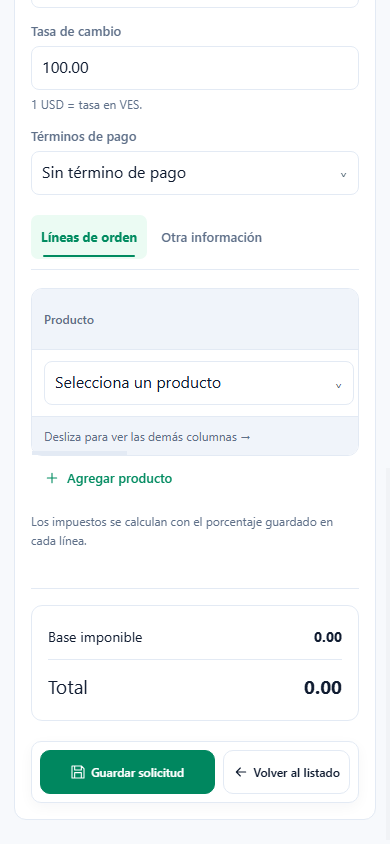 Tasa de cambio
100.00
1 USD = tasa en VES.
Términos de pago
Sin término de pago
Líneas de orden Otra información
Producto
Selecciona un producto
Desliza para ver las demás columnas →
+ Agregar producto
Los impuestos se calculan con el porcentaje guardado en
cada línea.
Base imponible 0.00
Total 0.00
Guardar solicitud ← Volver al listado